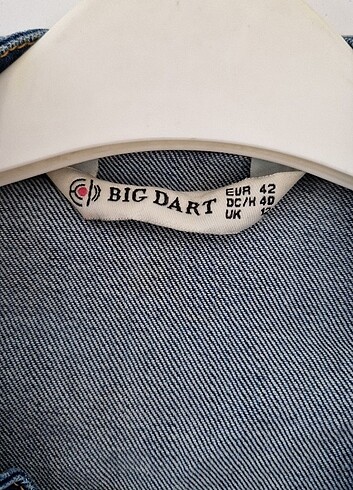 BIG DART
EUR 42
DC/H 40
UK